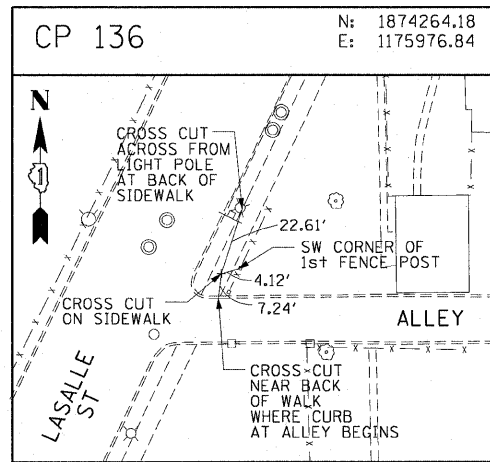 CP 136
N: 1874264.18
E: 1175976.84
N
1
CROSS CUT
ACROSS FROM
LIGHT POLE
AT BACK OF
SIDEWALK
22.61'
SW CORNER OF
1st FENCE POST
4.12'
7.24'
CROSS CUT
ON SIDEWALK
ALLEY
LASALLE
ST
CROSS CUT
NEAR BACK
OF WALK
WHERE CURB
AT ALLEY BEGINS